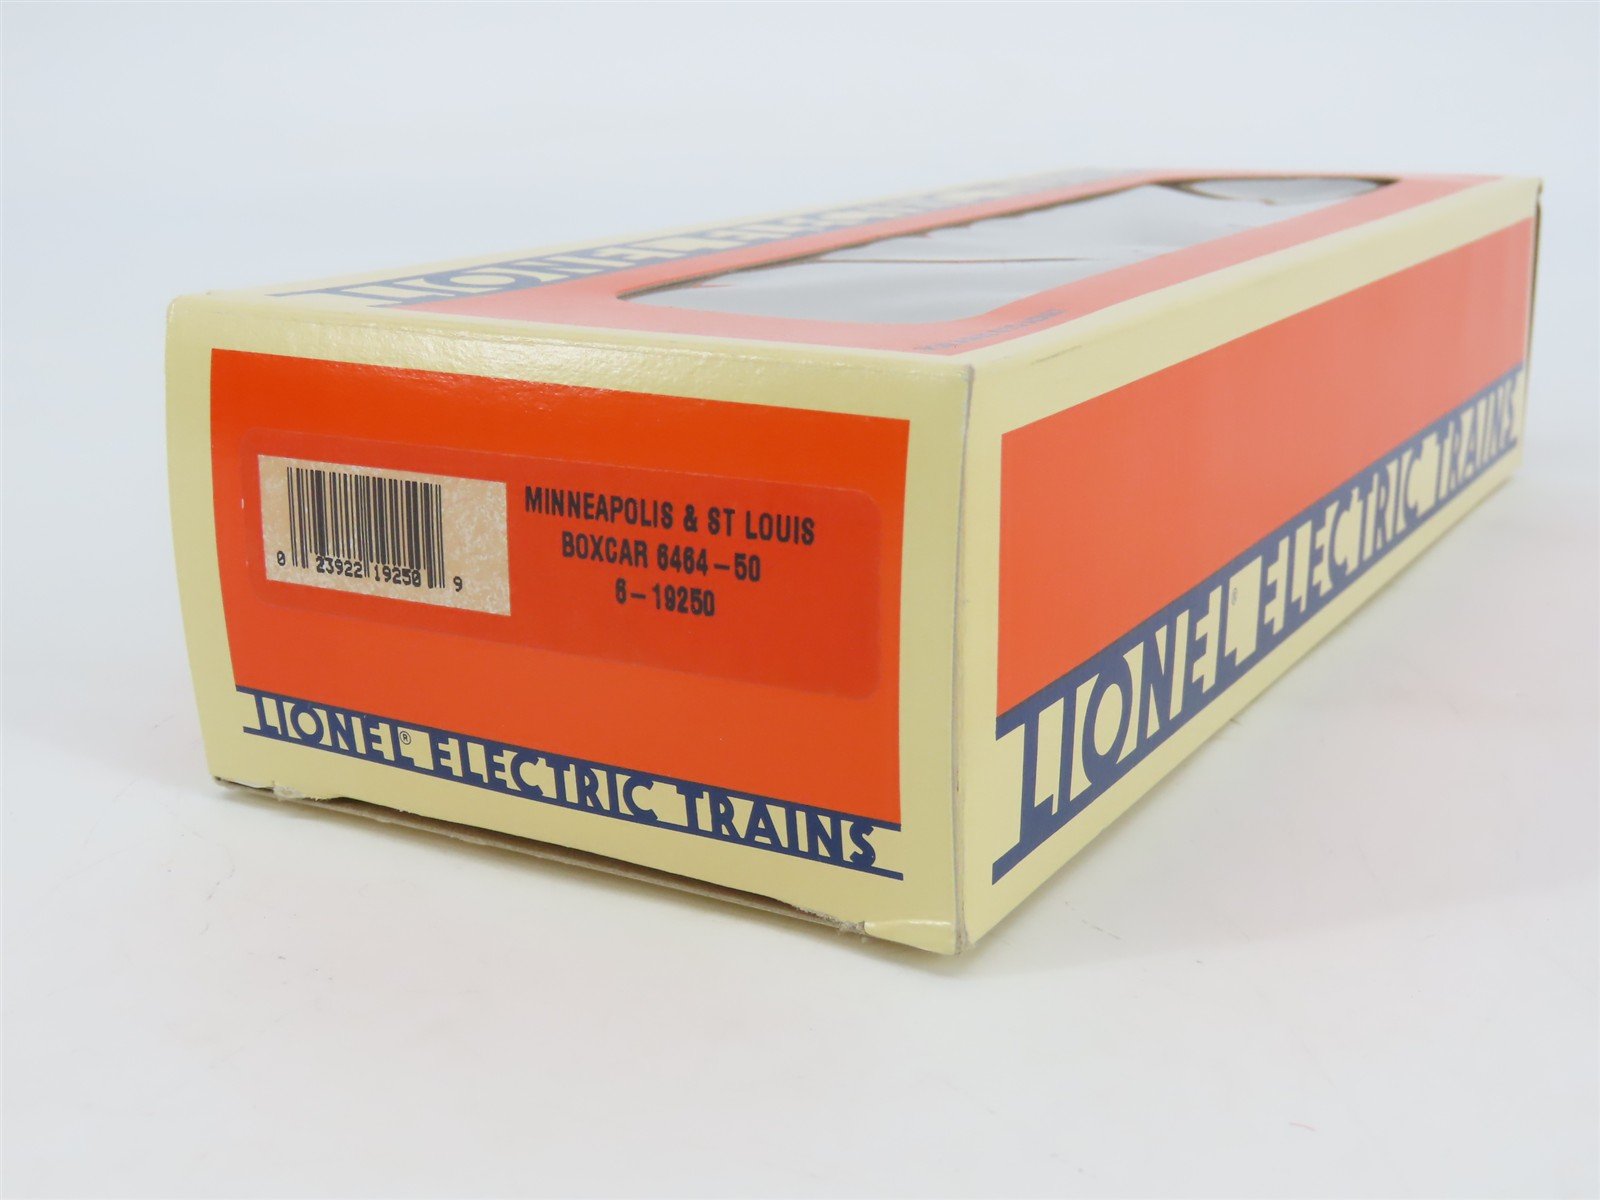 LIONEL ELECTRIC
MINNEAPOLIS & ST LOUIS
BOXCAR 6464-50
6-19250
0 23922 19250 9
LIONEL® ELECTRIC TRAINS
LIONEL® ELECTRIC TRAINS